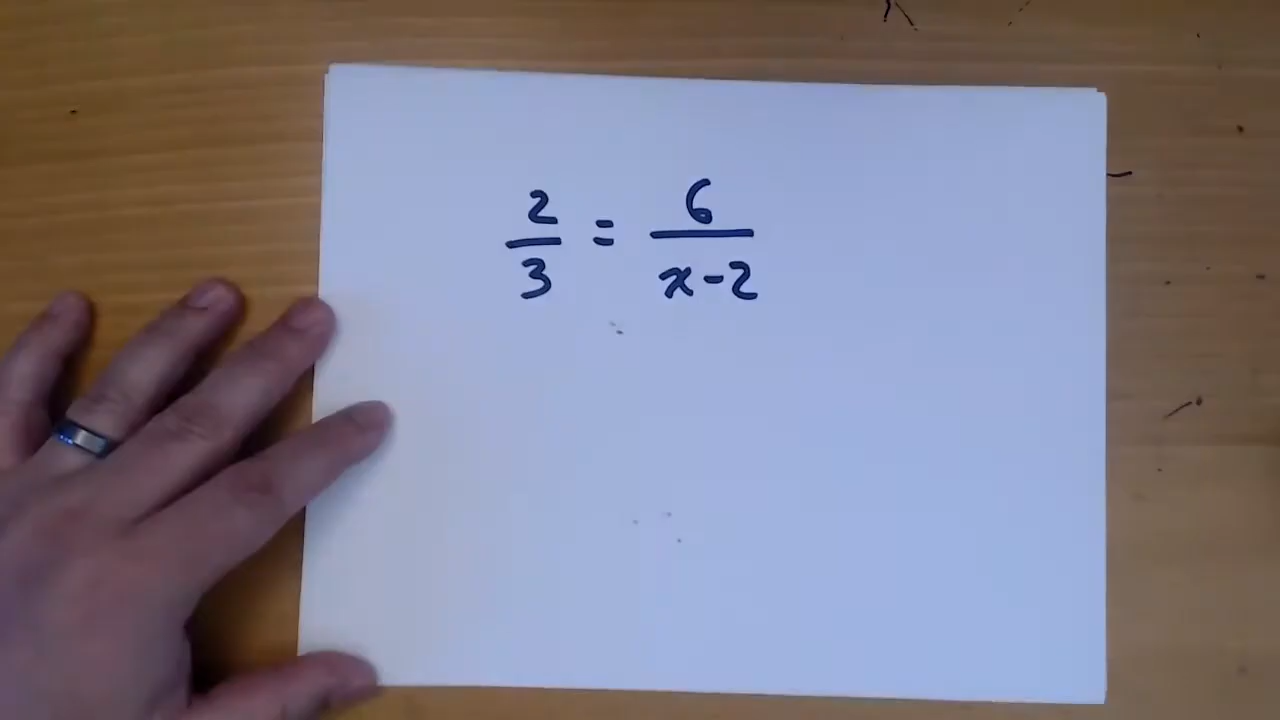 2/3 = 6/(x-2)